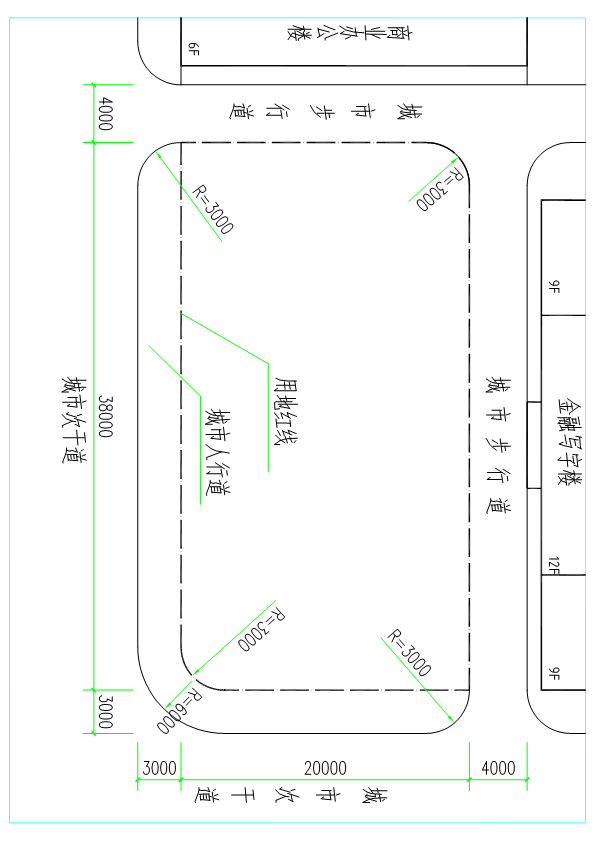 商业办公楼
6F
城市步行道
4000
R=3000
R=3000
9F
用地红线
城市人行道
38000
城市次干道
城市步行道
金融写字楼
12F
R=3000
R=3000
R=6000
9F
3000
3000
20000
4000
城市次干道